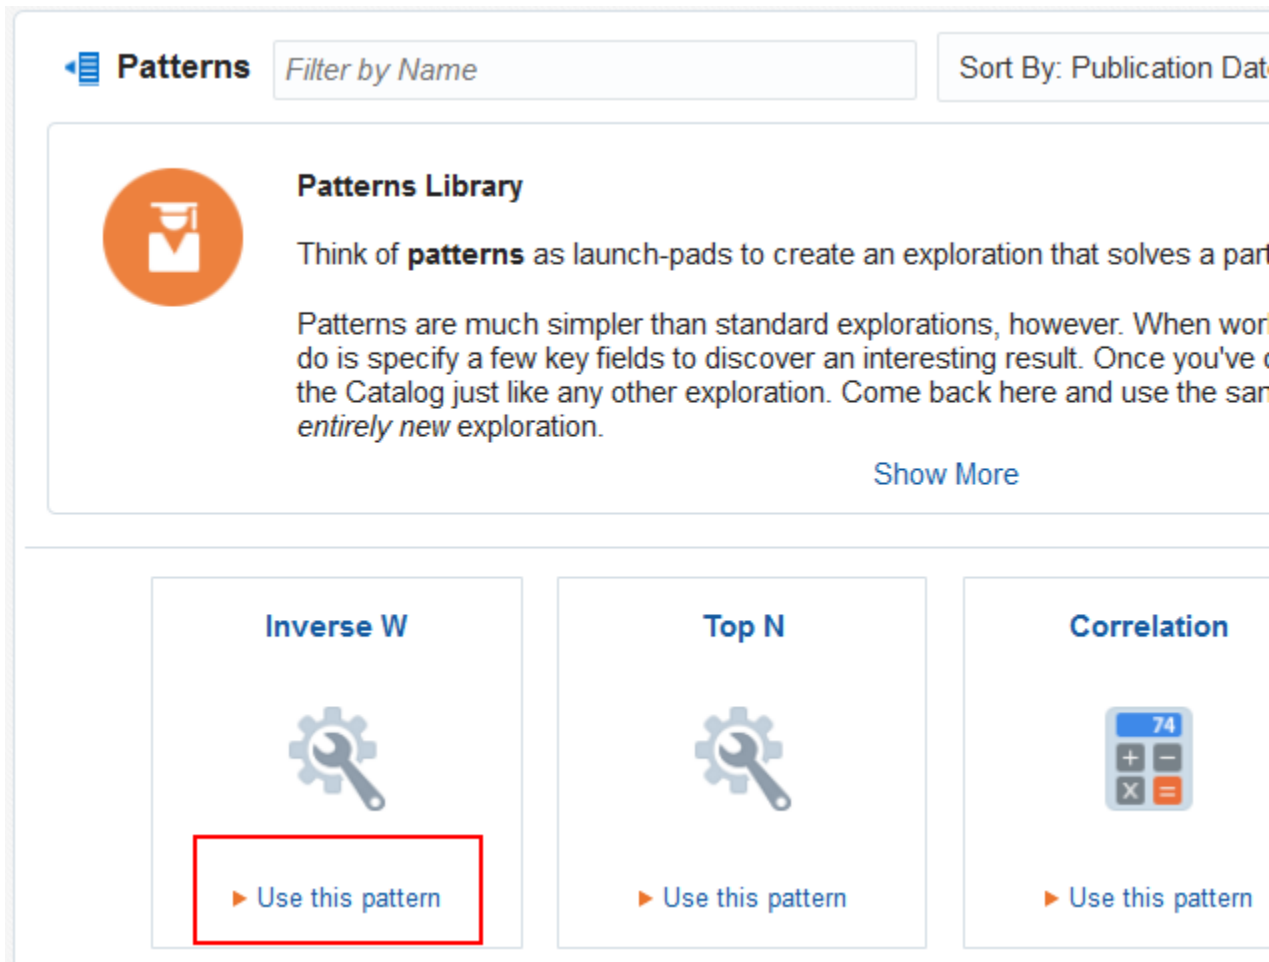 Patterns
Filter by Name
Sort By: Publication
Patterns Library
Think of patterns as launch-pads to create an exploration that solves a
Patterns are much simpler than standard explorations, however. When
do is specify a few key fields to discover an interesting result. Once you've
the Catalog just like any other exploration. Come back here and use the
entirely new exploration.
Show More
Inverse W
Top N
Correlation
74
+ −
X =
Use this pattern
Use this pattern
Use this pattern